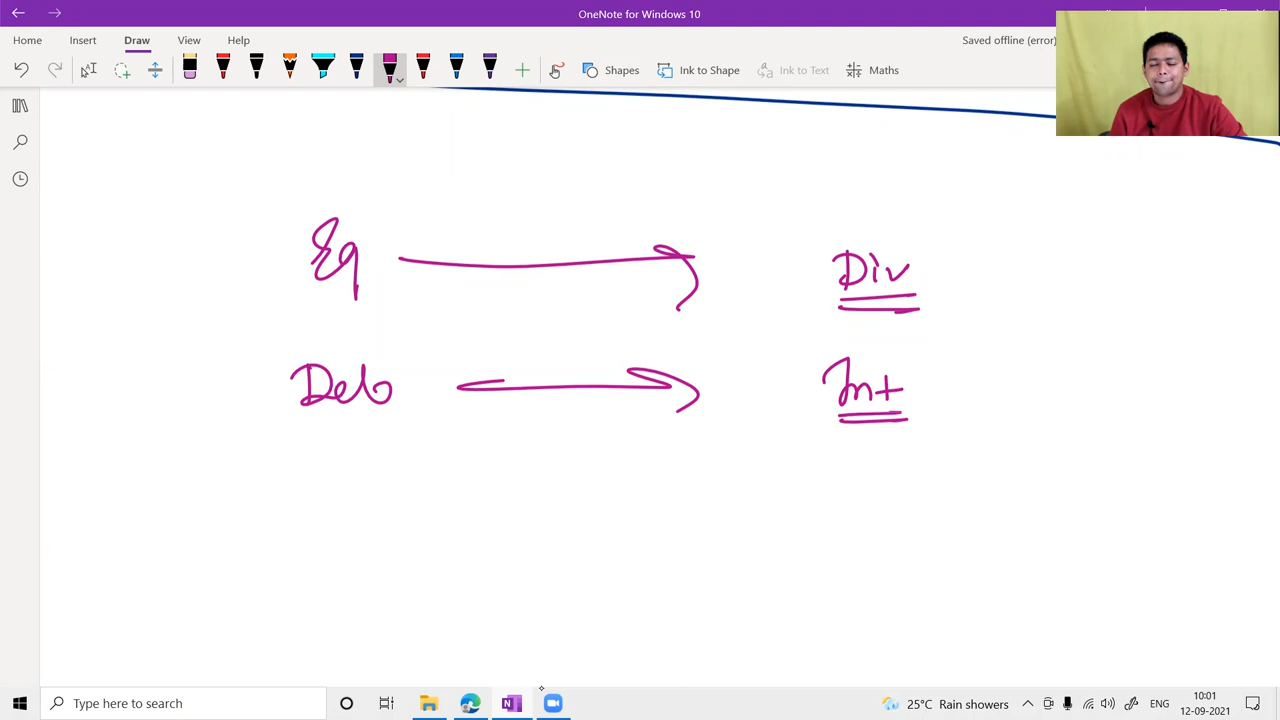 OneNote for Windows 10
Home Insert Draw View Help Saved offline (error)
Shapes Ink to Shape Ink to Text Maths
Eq Div
Deb Int
Type here to search 25°C Rain showers ENG 10:01
12-09-2021